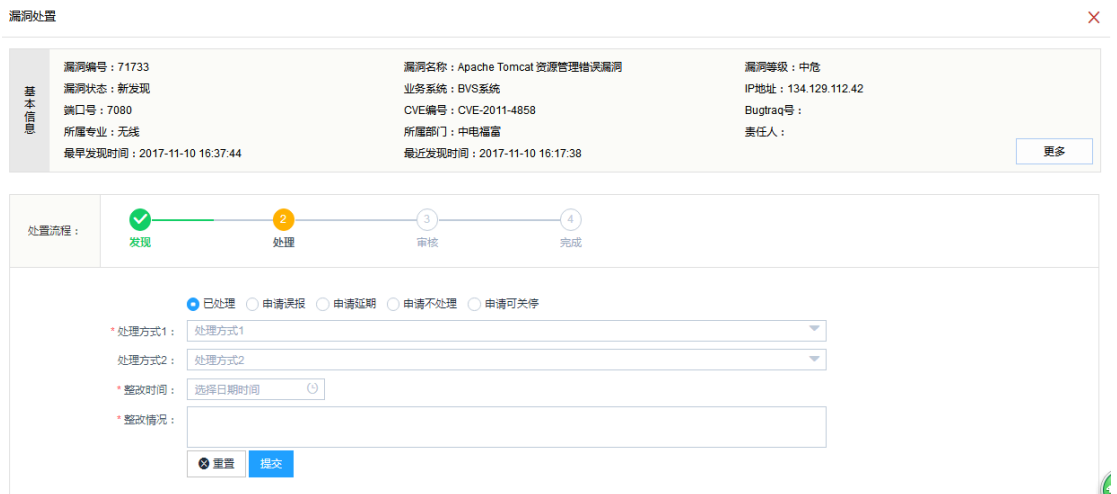 漏洞处置
基本信息
漏洞编号：71733 漏洞名称：Apache Tomcat 资源管理错误漏洞 漏洞等级：中危
漏洞状态：新发现 业务系统：BVS系统 IP地址：134.129.112.42
端口号：7080 CVE编号：CVE-2011-4858 Bugtraq号：
所属专业：无线 所属部门：中电福富 责任人：
最早发现时间：2017-11-10 16:37:44 最近发现时间：2017-11-10 16:17:38
更多
处置流程：
2 3 4
发现 处理 审核 完成
已处理 申请误报 申请延期 申请不处理 申请可关停
*处理方式1： 处理方式1
处理方式2： 处理方式2
*整改时间： 选择日期时间
*整改情况：
重置 提交